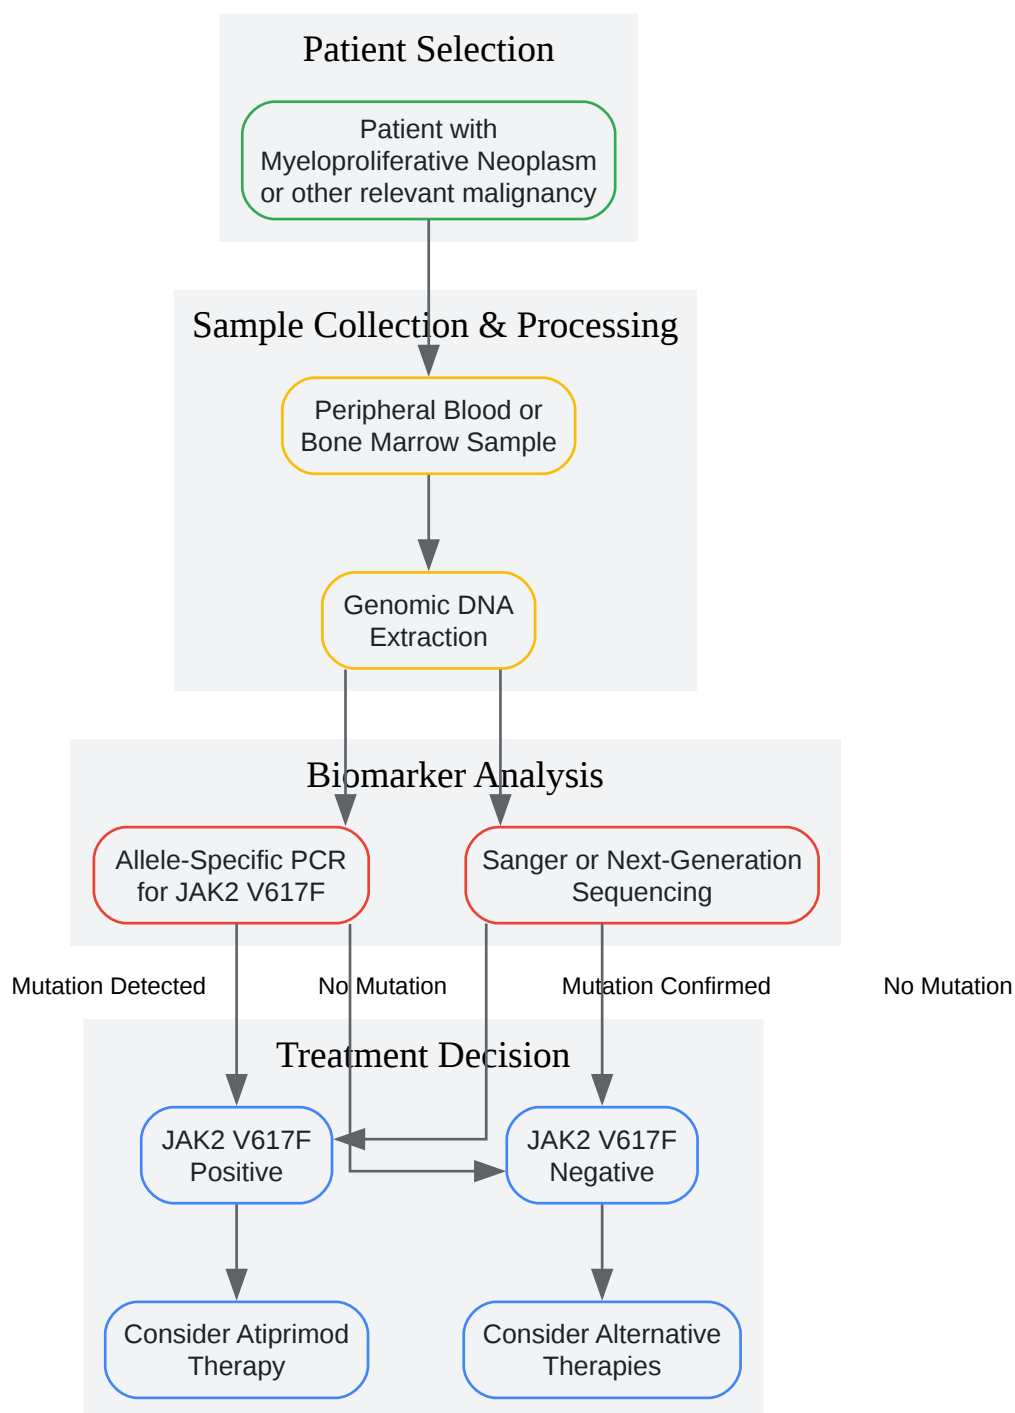 Patient Selection
Patient with
Myeloproliferative Neoplasm
or other relevant malignancy
Sample Collection & Processing
Peripheral Blood or
Bone Marrow Sample
Genomic DNA
Extraction
Biomarker Analysis
Allele-Specific PCR
for JAK2 V617F
Sanger or Next-Generation
Sequencing
Mutation Detected
No Mutation
Mutation Confirmed
No Mutation
Treatment Decision
JAK2 V617F
Positive
JAK2 V617F
Negative
Consider Atiprimod
Therapy
Consider Alternative
Therapies